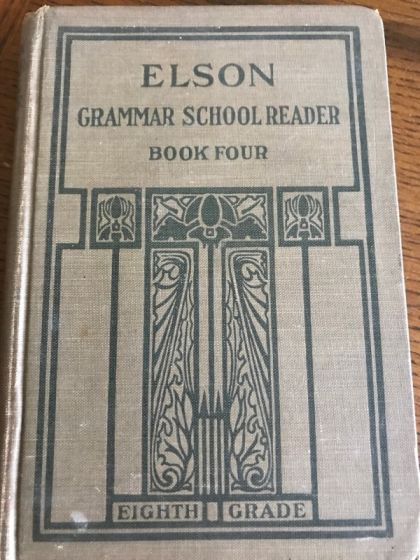 ELSON
GRAMMAR SCHOOL READER
BOOK FOUR
EIGHTH GRADE